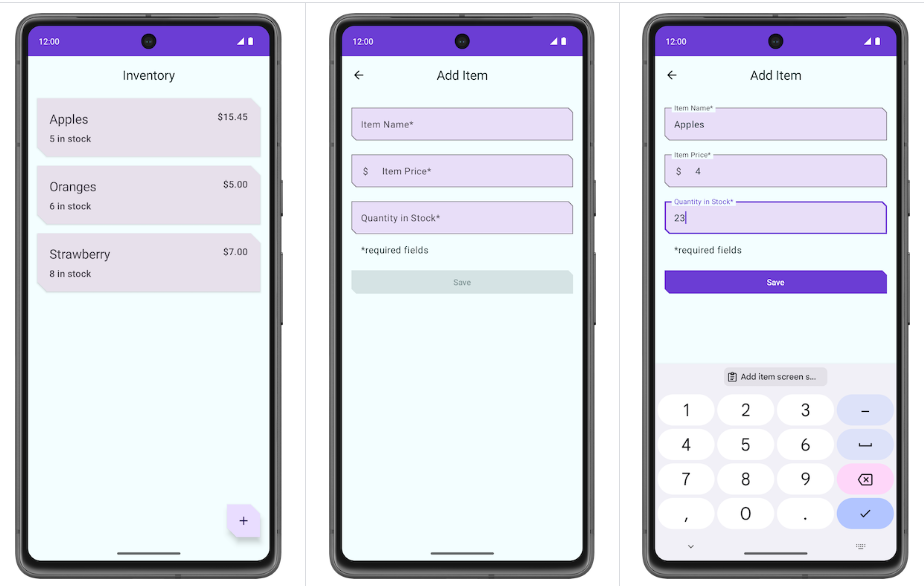 12:00
Inventory
Apples $15.45
5 in stock
Oranges $5.00
6 in stock
Strawberry $7.00
8 in stock
+
12:00
Add Item
Item Name*
$ Item Price*
Quantity in Stock*
*required fields
Save
12:00
Add Item
Item Name*
Apples
Item Price*
$ 4
Quantity in Stock*
23
*required fields
Save
Add item screen s...
1 2 3 –
4 5 6
7 8 9
, 0 .